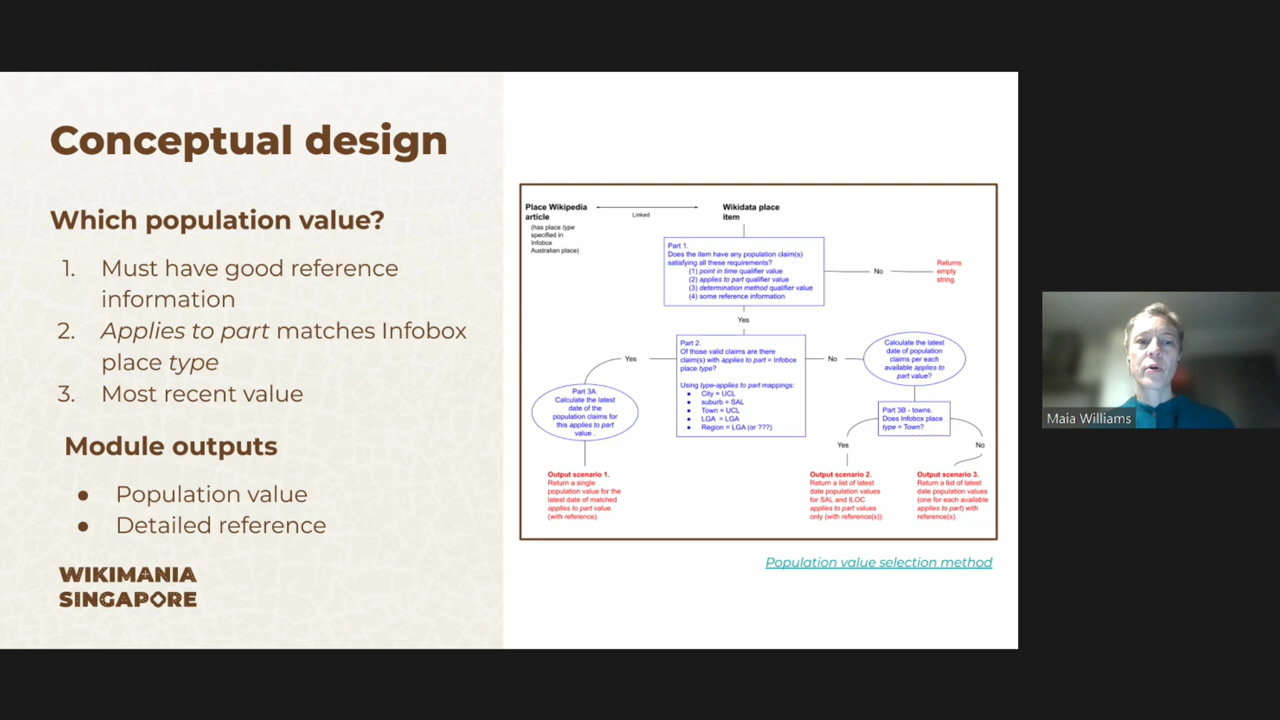 Conceptual design
Which population value?
1. Must have good reference
information
2. Applies to part matches Infobox
place type
3. Most recent value
Module outputs
● Population value
● Detailed reference
WIKIMANIA
SINGAPORE
Place Wikipedia
article
(has place type
specified in
Infobox
Australian place)
Linked
Wikidata place
item
Part 1.
Does the item have any population claim(s)
satisfying all these requirements?
(1) point in time qualifier value
(2) applies to part qualifier value
(3) determination method qualifier value
(4) some reference information
No
Returns
empty
string.
Yes
Part 2.
Of those valid claims are there
claim(s) with applies to part = Infobox
place type?
Using type-applies to part mappings:
● City = UCL
● suburb = SAL
● Town = UCL
● LGA = LGA
● Region = LGA (or ???)
Yes
No
Part 3A.
Calculate the latest
date of the
population claims for
this applies to part
value .
Calculate the latest
date of population
claims per each
available applies to
part value?
Part 3B - towns.
Does Infobox place
type = Town?
Yes
No
Output scenario 1.
Return a single
population value for the
latest date of matched
applies to part value
(with reference).
Output scenario 2.
Return a list of latest
date population values
for SAL and ILOC
applies to part values
only (with reference(s)).
Output scenario 3.
Return a list of latest
date population values
(one for each available
applies to part) with
reference(s).
Population value selection method
Maia Williams